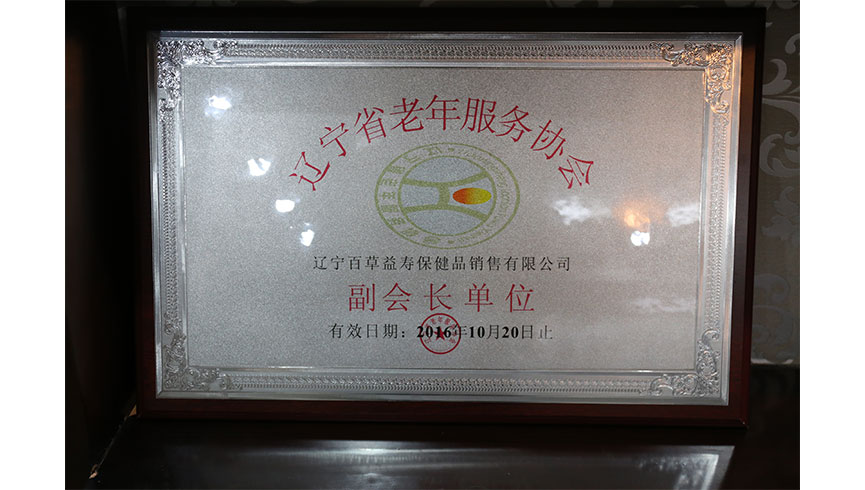 辽宁省老年服务协会
辽宁百草益寿保健品销售有限公司
副会长单位
有效日期：2016年10月20日止